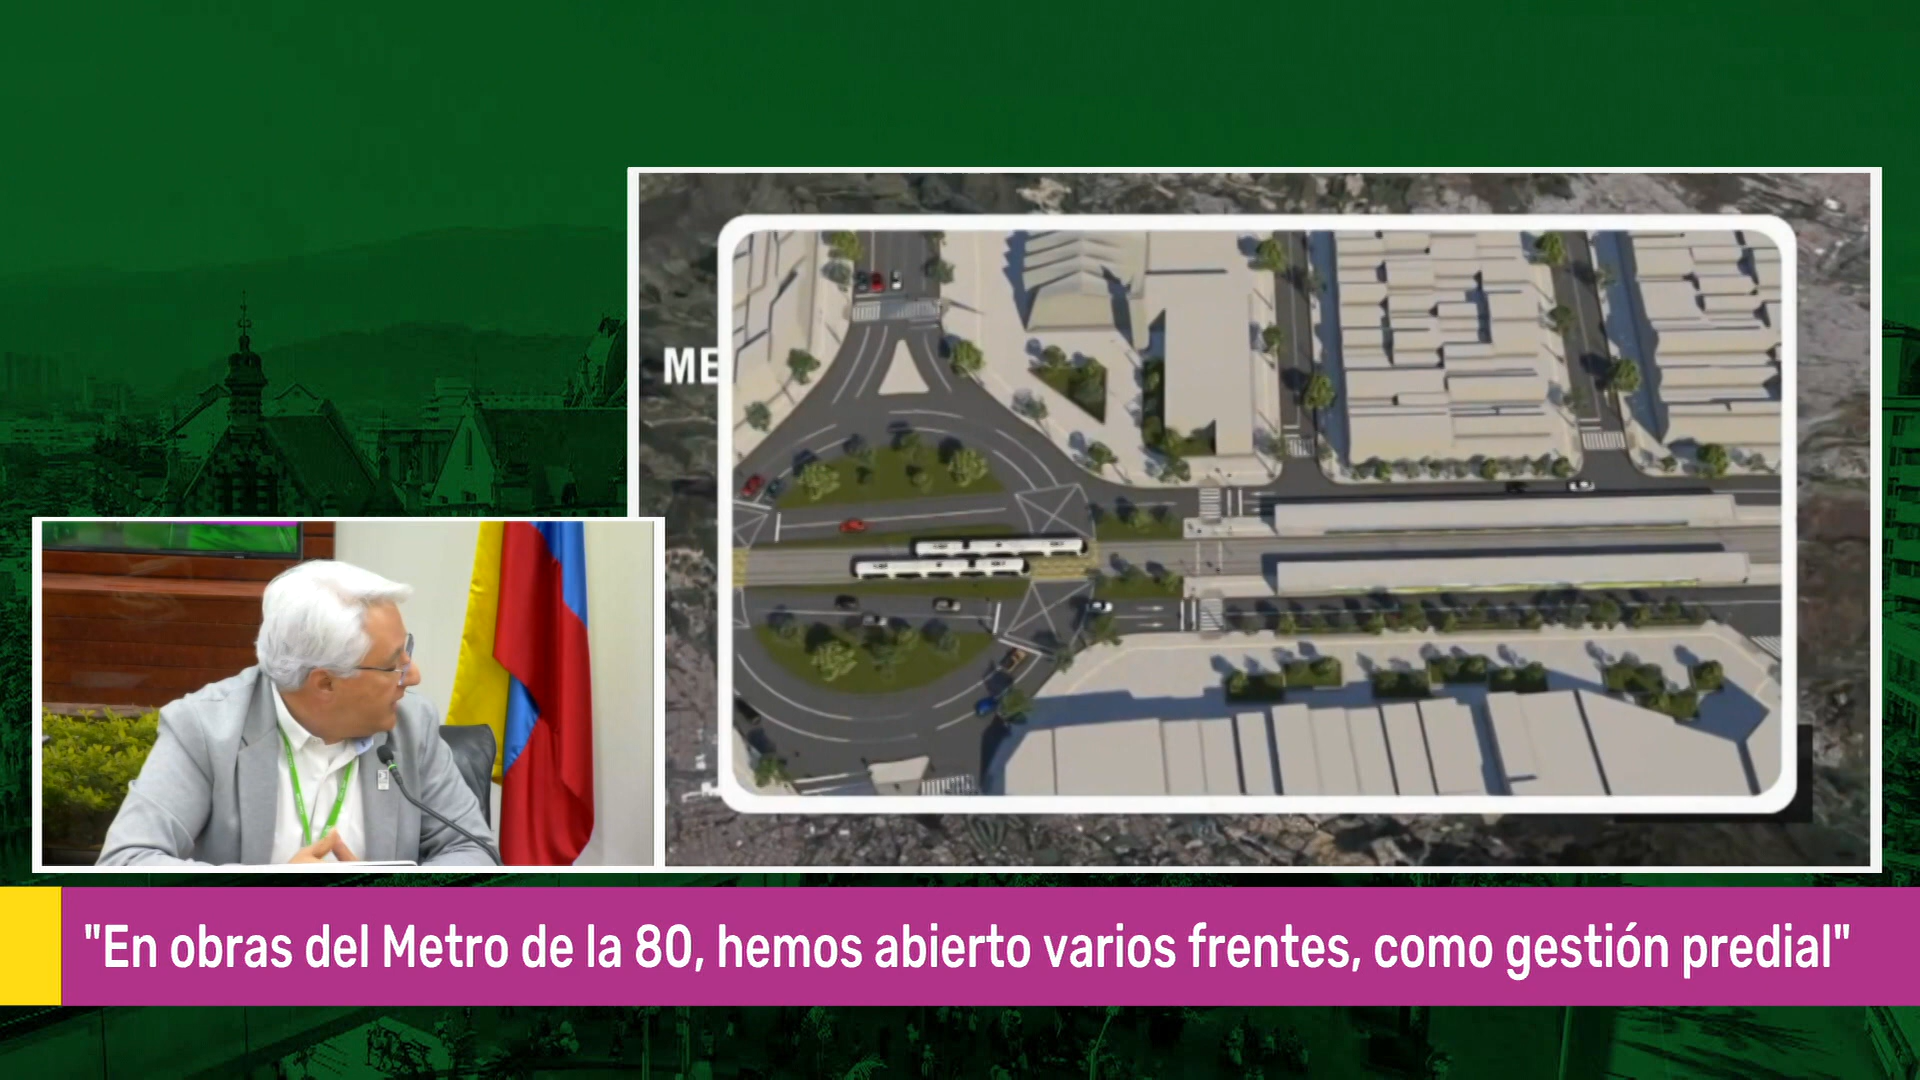 ME
"En obras del Metro de la 80, hemos abierto varios frentes, como gestión predial"